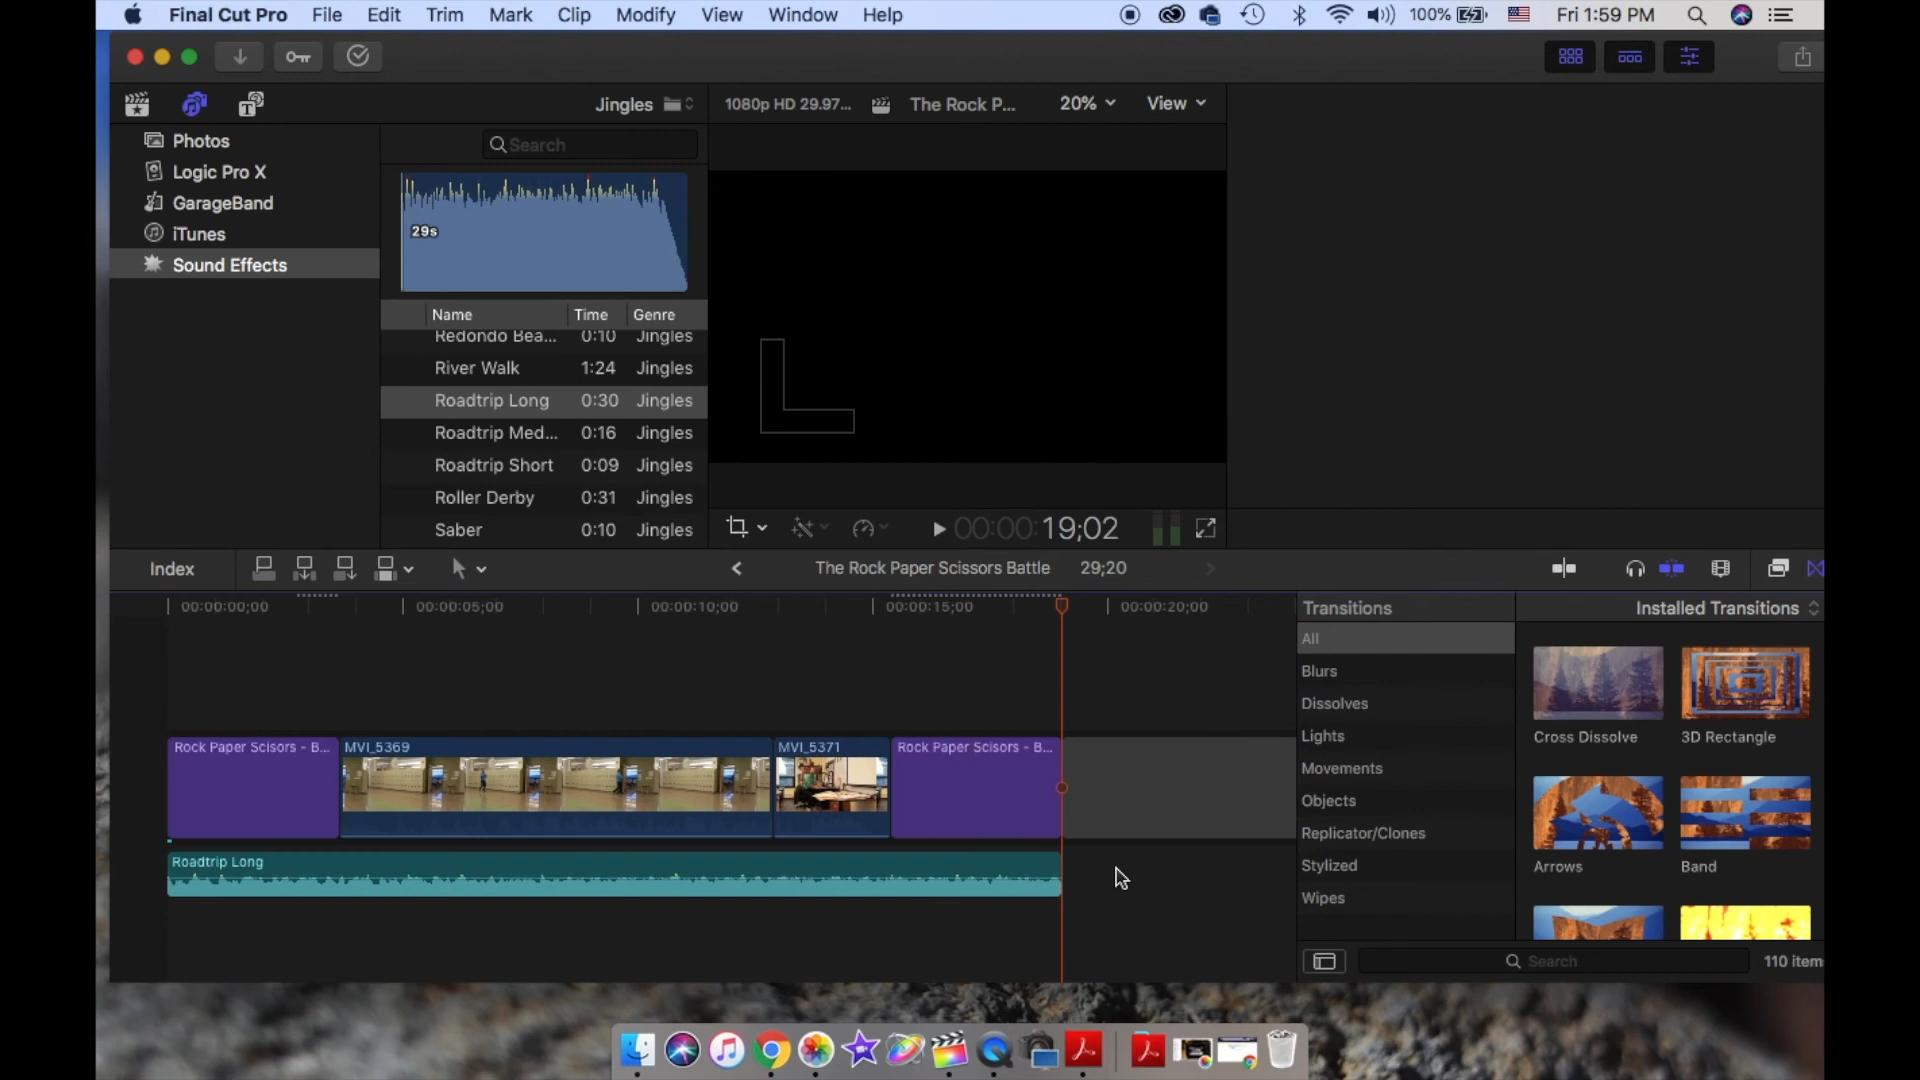 Final Cut Pro File Edit Trim Mark Clip Modify View Window Help 100% Fri 1:59 PM
Jingles 1080p HD 29.97... The Rock P... 20% View
Photos
Search
Logic Pro X
GarageBand
29s
iTunes
Sound Effects
Name Time Genre
Redondo Bea... 0:10 Jingles
River Walk 1:24 Jingles
Roadtrip Long 0:30 Jingles
Roadtrip Med... 0:16 Jingles
Roadtrip Short 0:09 Jingles
Roller Derby 0:31 Jingles
Saber 0:10 Jingles
00:00:19;02
Index The Rock Paper Scissors Battle 29;20
00:00:00;00 00:00:05;00 00:00:10;00 00:00:15;00 00:00:20;00
Transitions Installed Transitions
All
Blurs
Dissolves
Lights
Movements
Objects
Replicator/Clones
Stylized
Wipes
Cross Dissolve 3D Rectangle
Arrows Band
Rock Paper Scisors - B... MVI_5369 MVI_5371 Rock Paper Scisors - B...
Roadtrip Long
Search 110 item